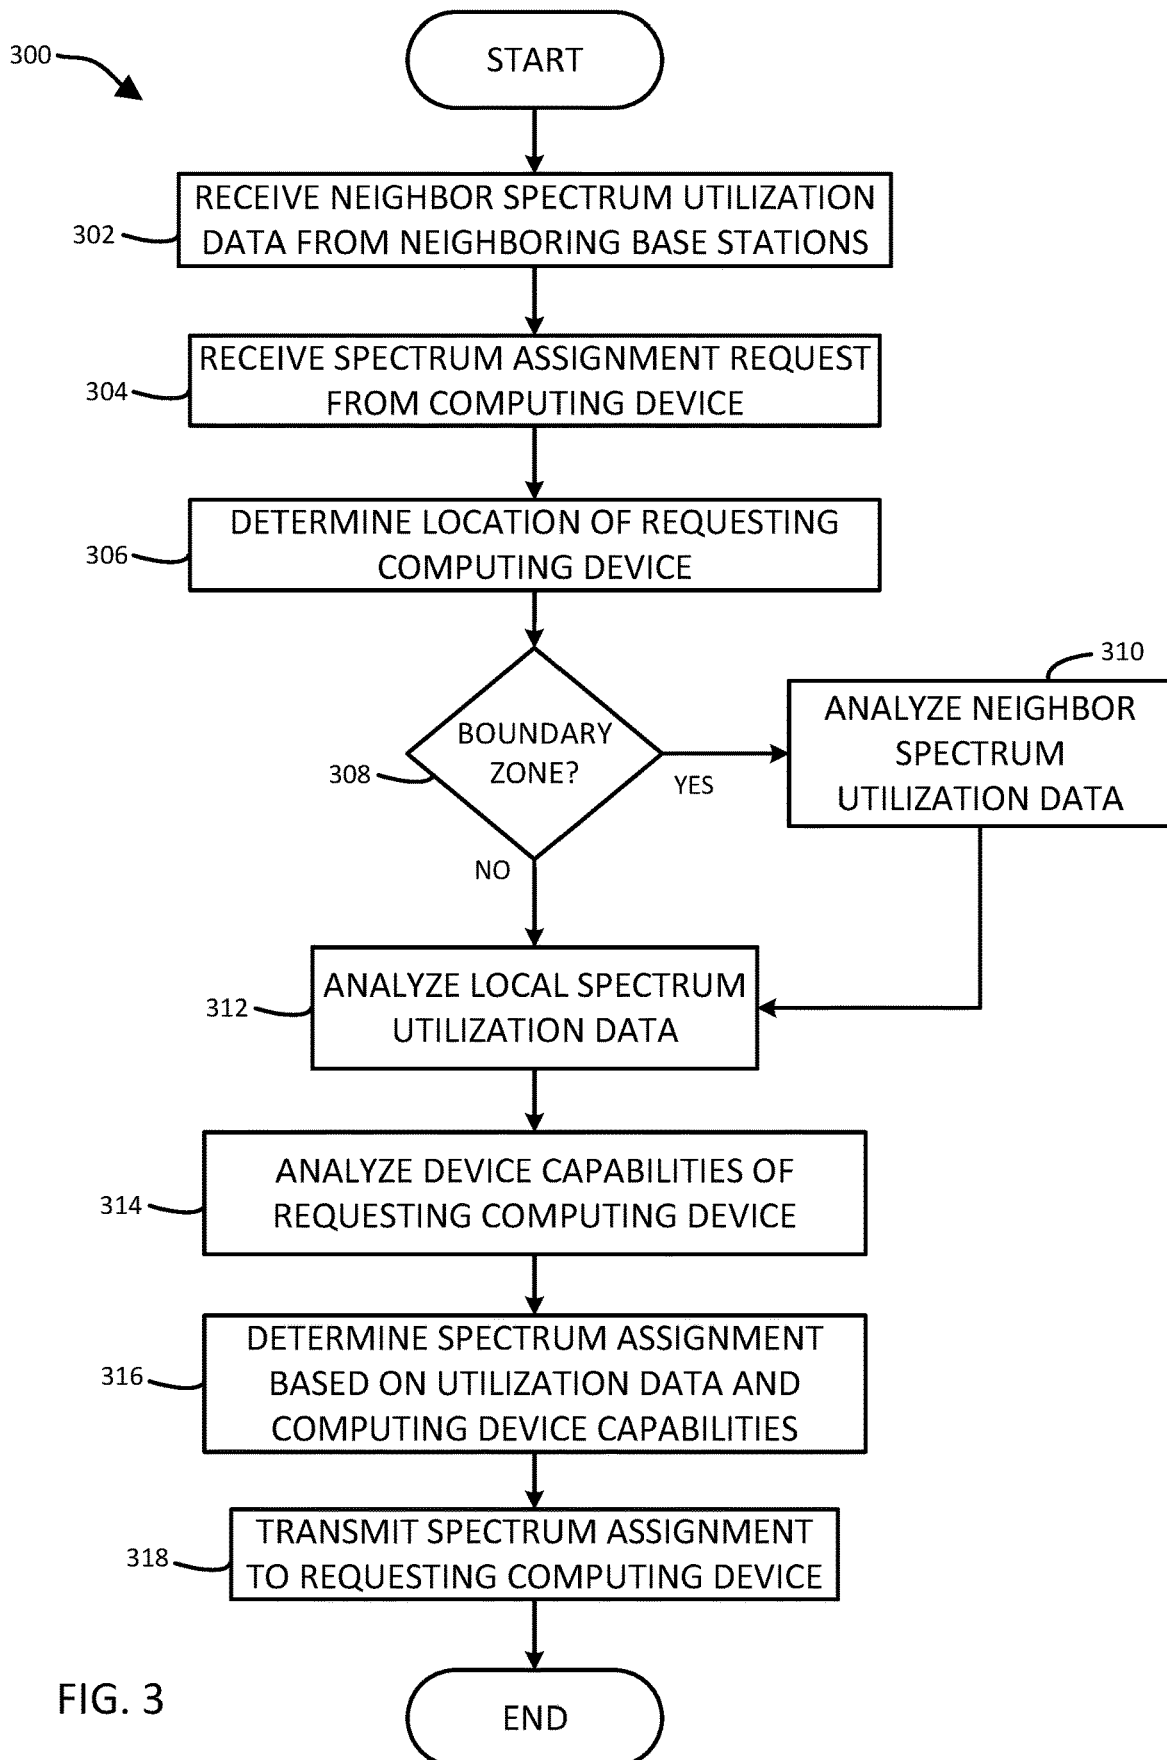 300
START
302
RECEIVE NEIGHBOR SPECTRUM UTILIZATION
DATA FROM NEIGHBORING BASE STATIONS
304
RECEIVE SPECTRUM ASSIGNMENT REQUEST
FROM COMPUTING DEVICE
306
DETERMINE LOCATION OF REQUESTING
COMPUTING DEVICE
308
BOUNDARY
ZONE?
YES
NO
310
ANALYZE NEIGHBOR
SPECTRUM
UTILIZATION DATA
312
ANALYZE LOCAL SPECTRUM
UTILIZATION DATA
314
ANALYZE DEVICE CAPABILITIES OF
REQUESTING COMPUTING DEVICE
316
DETERMINE SPECTRUM ASSIGNMENT
BASED ON UTILIZATION DATA AND
COMPUTING DEVICE CAPABILITIES
318
TRANSMIT SPECTRUM ASSIGNMENT
TO REQUESTING COMPUTING DEVICE
FIG. 3
END